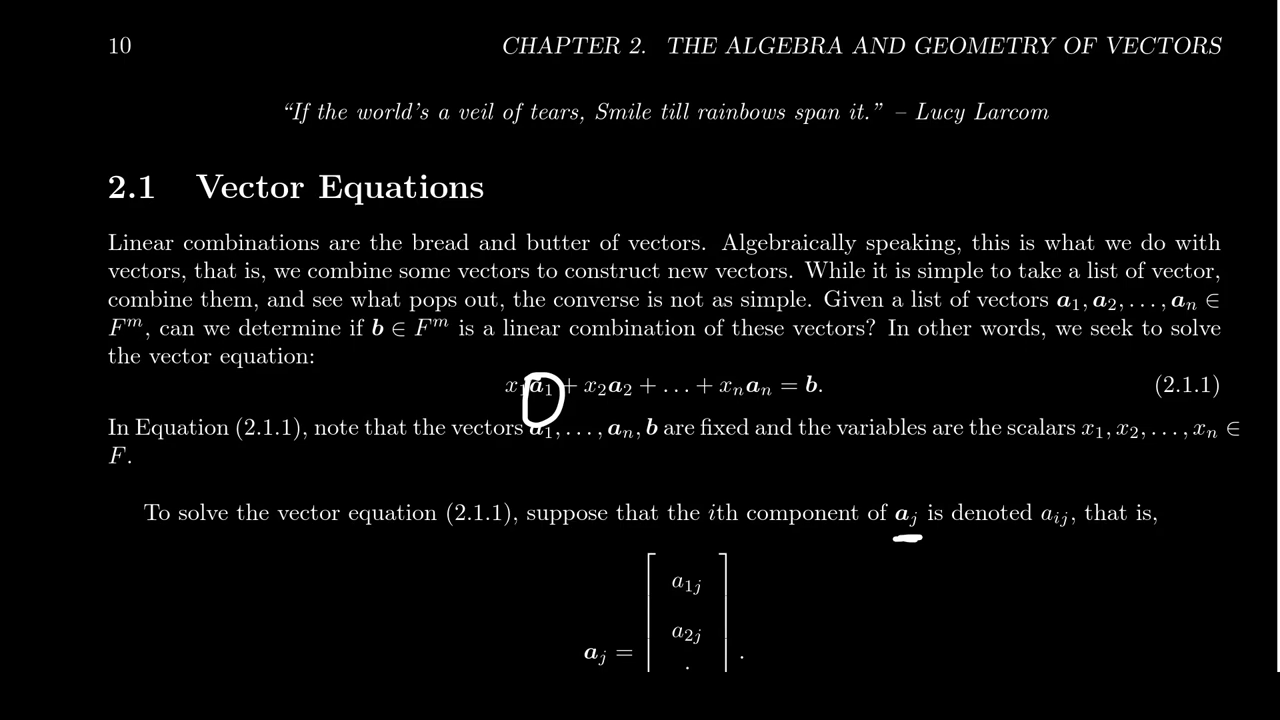 10 CHAPTER 2. THE ALGEBRA AND GEOMETRY OF VECTORS
“If the world’s a veil of tears, Smile till rainbows span it.” – Lucy Larcom
2.1 Vector Equations
Linear combinations are the bread and butter of vectors. Algebraically speaking, this is what we do with
vectors, that is, we combine some vectors to construct new vectors. While it is simple to take a list of vector,
combine them, and see what pops out, the converse is not as simple. Given a list of vectors a₁, a₂, . . . , aₙ ∈
Fᵐ, can we determine if b ∈ Fᵐ is a linear combination of these vectors? In other words, we seek to solve
the vector equation:
x₁a₁ + x₂a₂ + . . . + xₙaₙ = b. (2.1.1)
In Equation (2.1.1), note that the vectors a₁, . . . , aₙ, b are fixed and the variables are the scalars x₁, x₂, . . . , xₙ ∈
F.
To solve the vector equation (2.1.1), suppose that the ith component of aⱼ is denoted aᵢⱼ, that is,
a₁ⱼ
a₂ⱼ
aⱼ = .